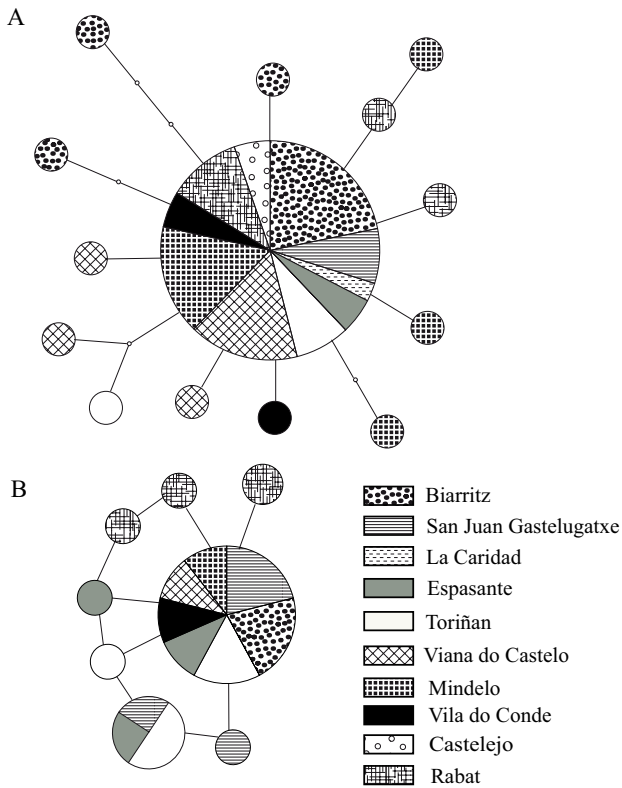 A
B
Biarritz
San Juan Gastelugatxe
La Caridad
Espasante
Toriñan
Viana do Castelo
Mindelo
Vila do Conde
Castelejo
Rabat